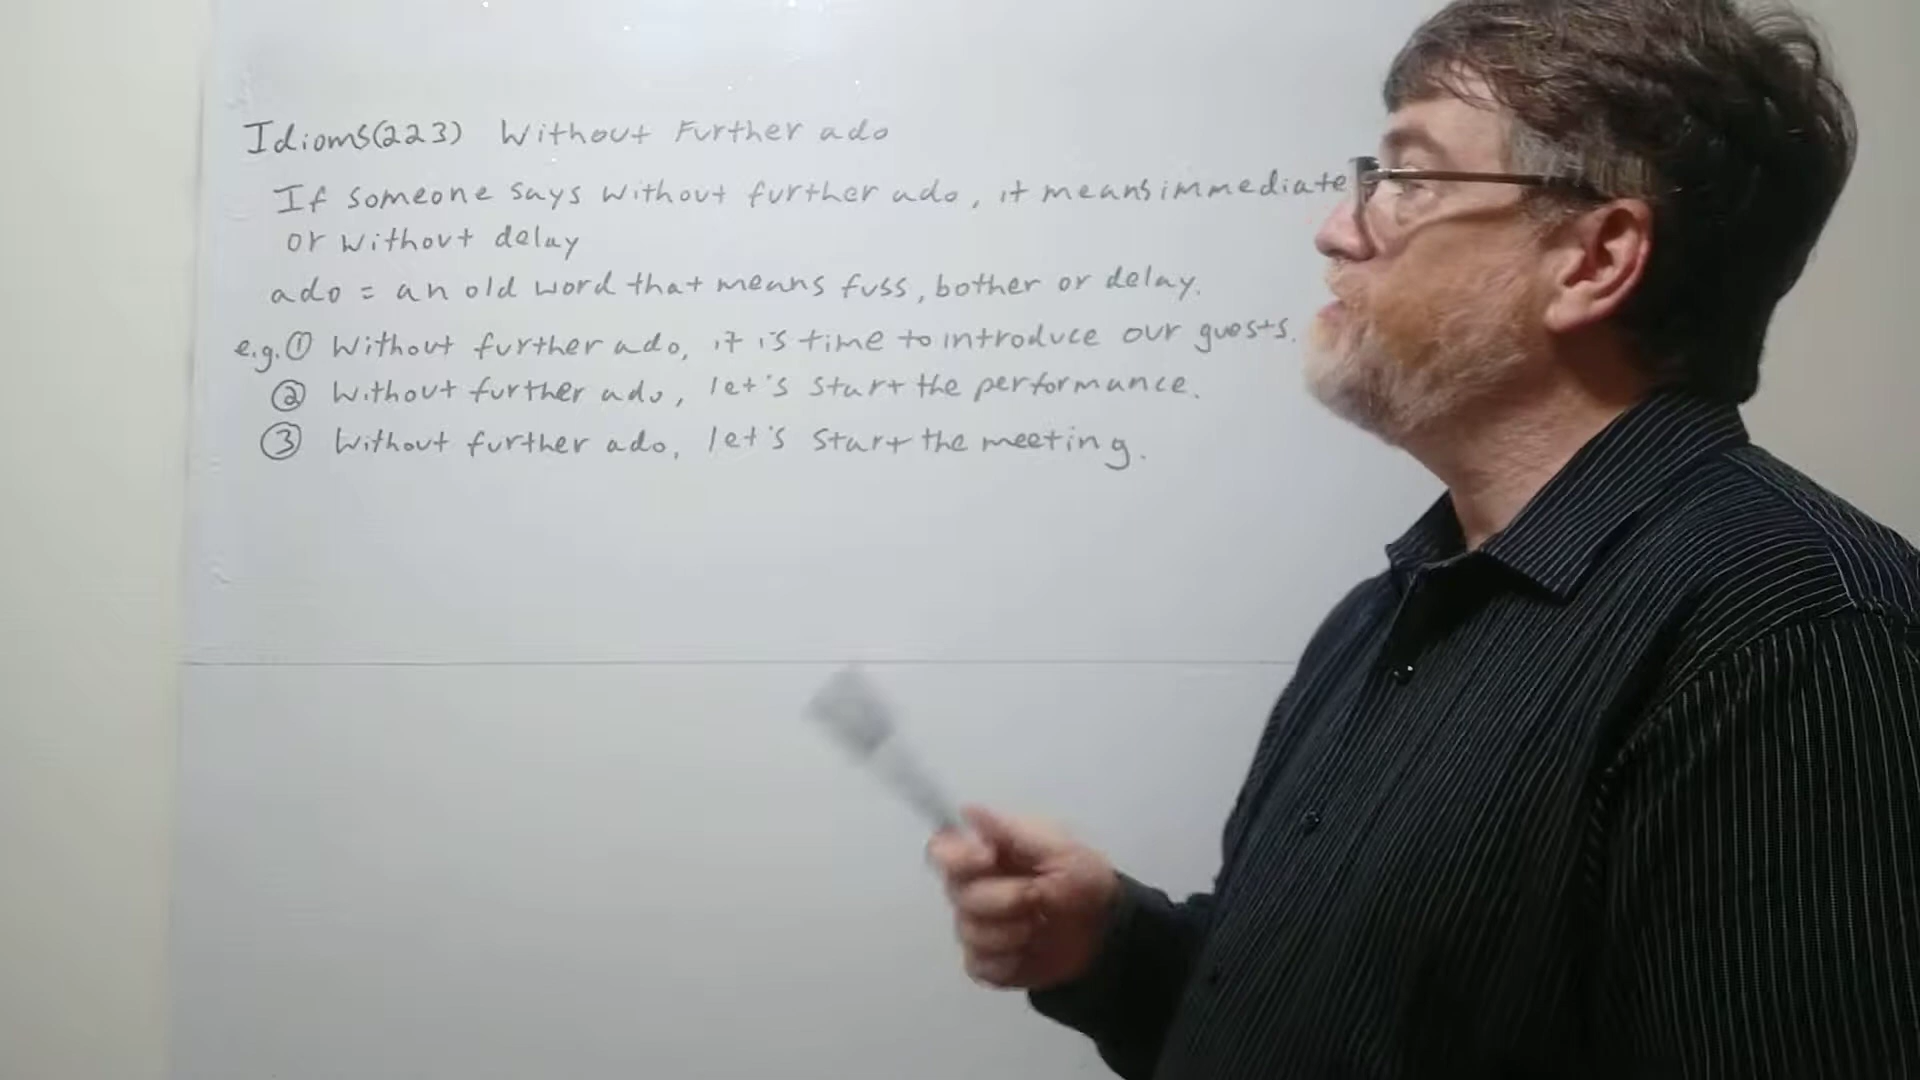 Idioms(223) Without Further ado
If someone says without further ado, it means immediate
or without delay
ado = an old word that means fuss, bother or delay.
e.g. ① Without further ado, it is time to introduce our guests.
② Without further ado, let's start the performance.
③ Without further ado, let's start the meeting.